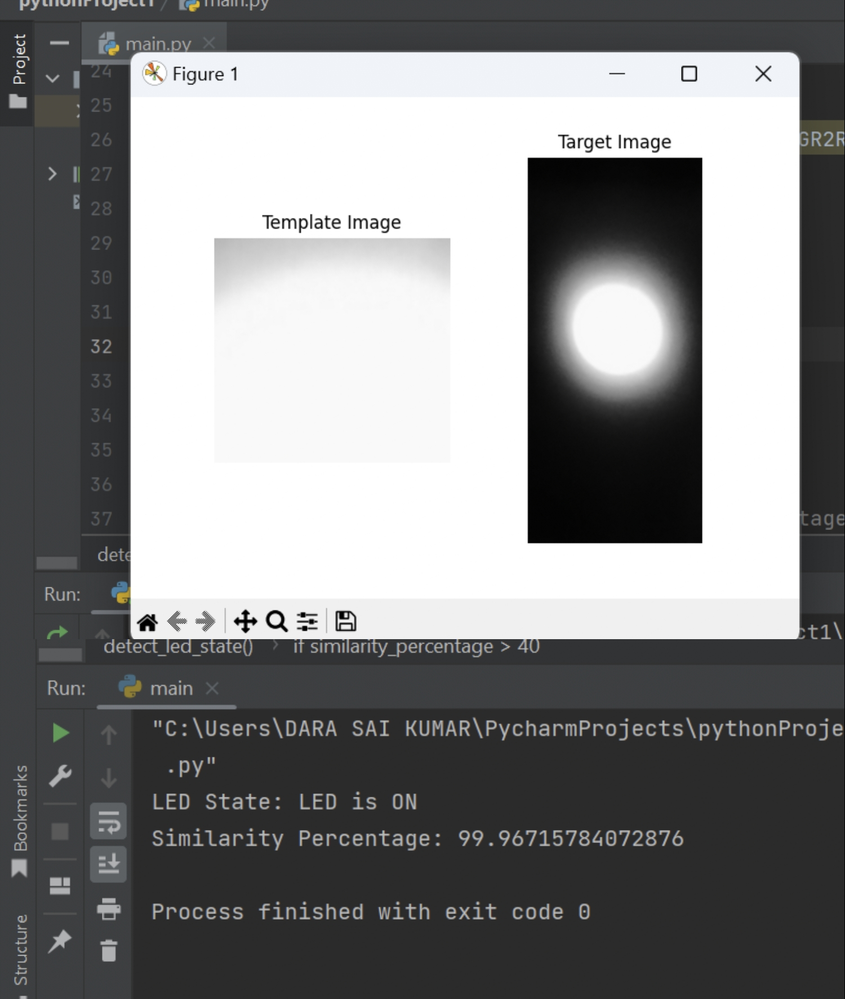 pythonProject1 / main.py
Project
main.py
Figure 1
24
25
26
GR2R
27
28
29
30
31
32
33
34
35
36
37
tage
Target Image
Template Image
dete
Run:
ct1\
detect_led_state() › if similarity_percentage > 40
Run: main
"C:\Users\DARA SAI KUMAR\PycharmProjects\pythonProje
.py"
LED State: LED is ON
Similarity Percentage: 99.96715784072876
Process finished with exit code 0
Bookmarks
Structure